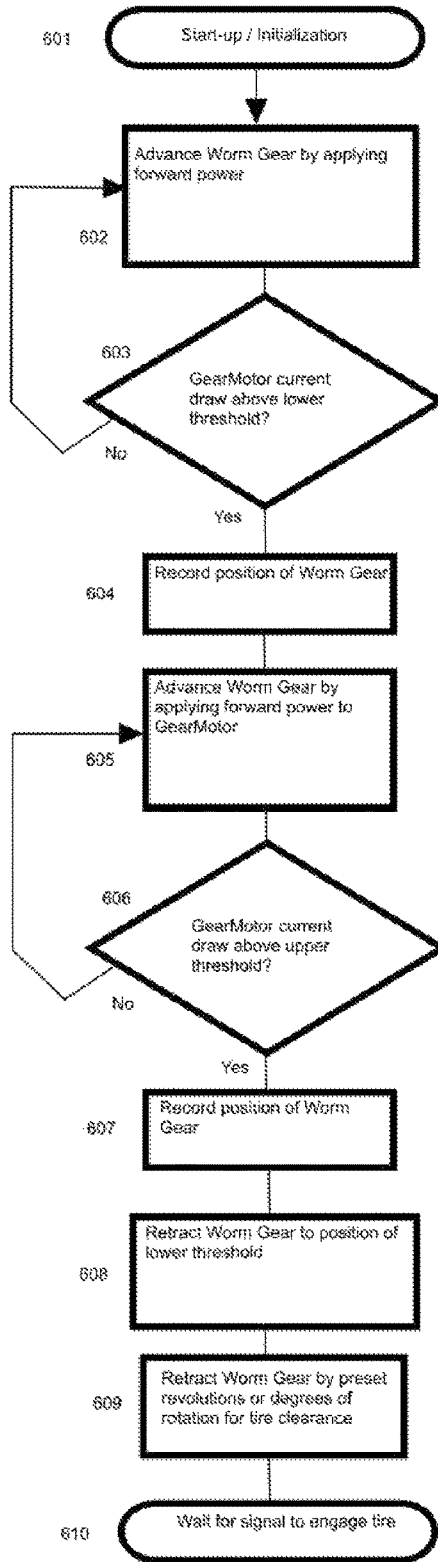 601
Start-up / Initialization
Advance Worm Gear by applying
forward power
602
603
GearMotor current
draw above lower
threshold?
No
Yes
604
Record position of Worm Gear
Advance Worm Gear by
applying forward power to
GearMotor
605
606
GearMotor current
draw above upper
threshold?
No
Yes
607
Record position of Worm
Gear
Retract Worm Gear to position of
lower threshold
608
Retract Worm Gear by preset
revolutions or degrees of
rotation for tire clearance
609
Wait for signal to engage tire
610